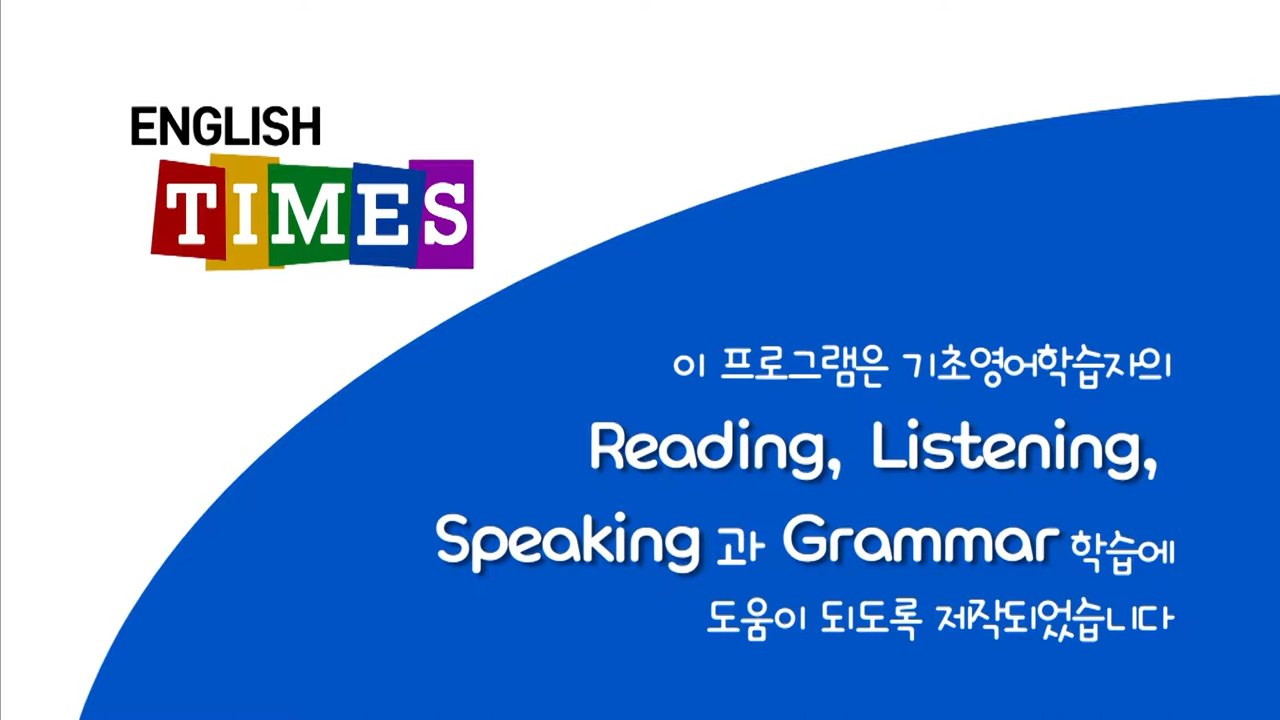 ENGLISH
TIMES
이 프로그램은 기초영어학습자의
Reading, Listening,
Speaking 과 Grammar 학습에
도움이 되도록 제작되었습니다